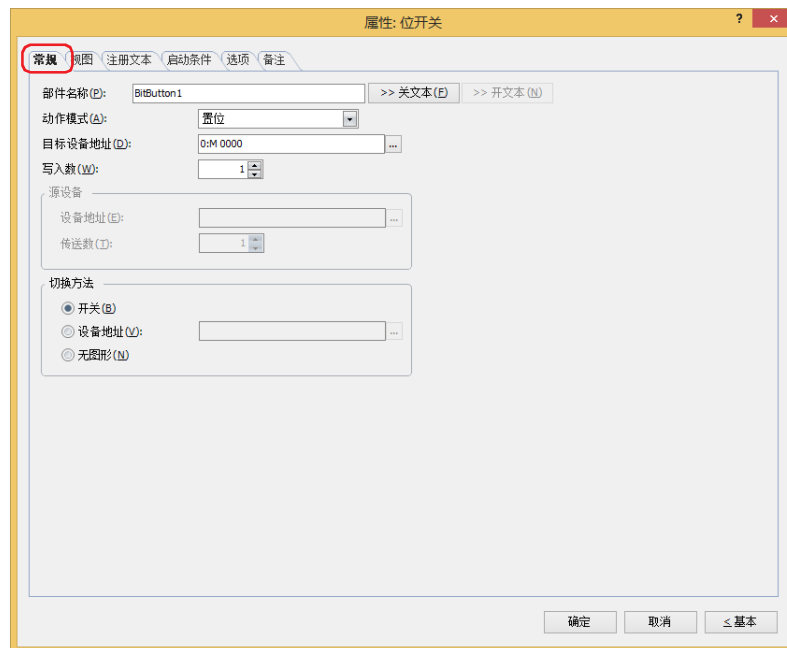 属性: 位开关 ? ×
常规 视图 注册文本 启动条件 选项 备注
部件名称(P): BitButton1 >> 关文本(F) >> 开文本(N)
动作模式(A): 置位
目标设备地址(D): 0:M 0000 ...
写入数(W): 1
源设备
设备地址(E): ...
传送数(T): 1
切换方法
开关(B)
设备地址(V): ...
无图形(N)
确定 取消 ≤基本